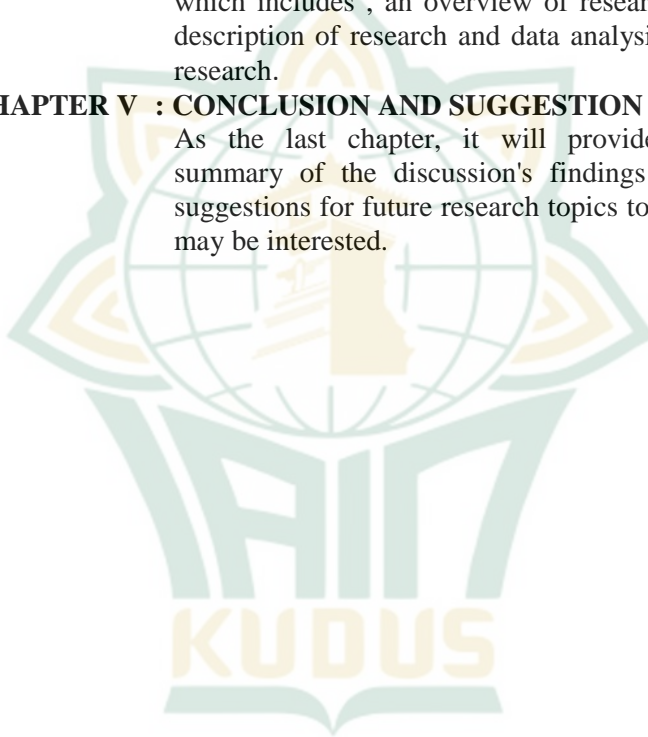 which includes , an overview of resear
description of research and data analysi
research.
HAPTER V : CONCLUSION AND SUGGESTION
As the last chapter, it will provide
summary of the discussion's findings
suggestions for future research topics to
may be interested.
IAIN
KUDUS